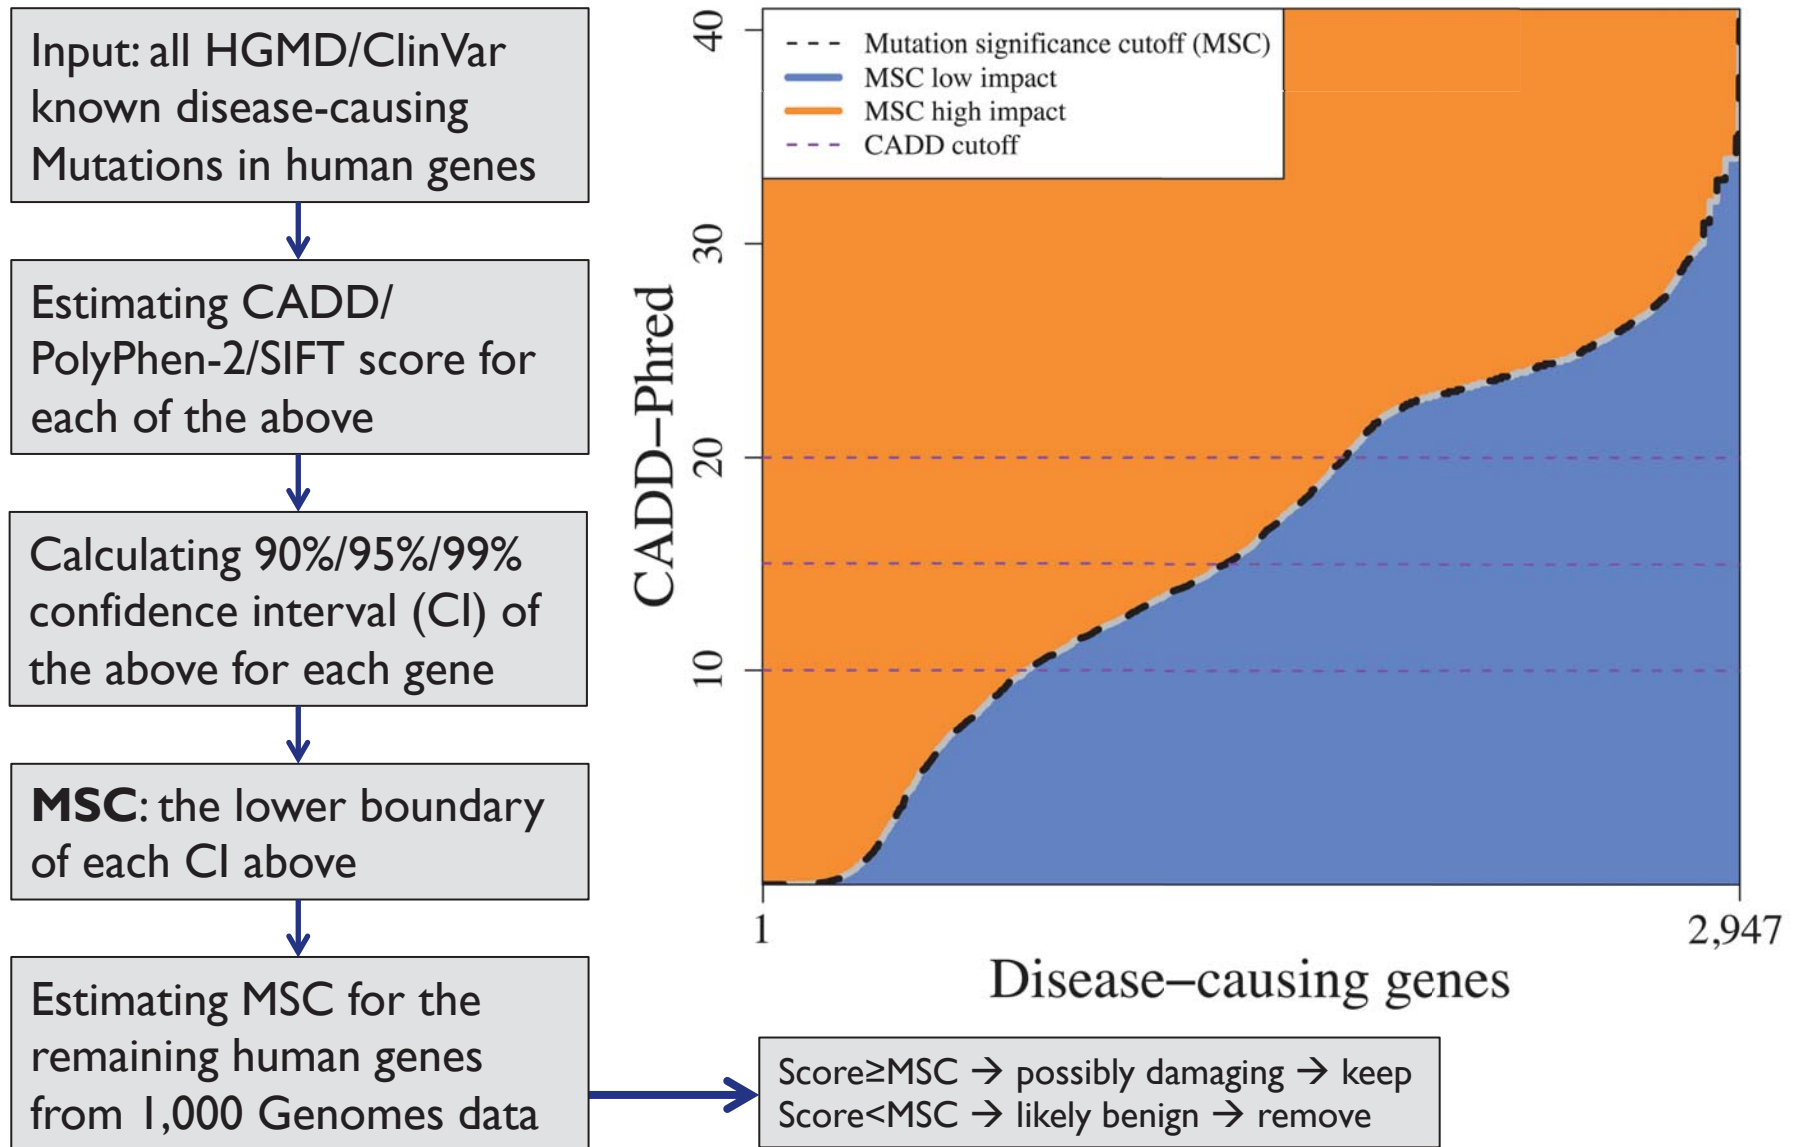 Input: all HGMD/ClinVar
known disease-causing
Mutations in human genes
Estimating CADD/
PolyPhen-2/SIFT score for
each of the above
Calculating 90%/95%/99%
confidence interval (CI) of
the above for each gene
MSC: the lower boundary
of each CI above
Estimating MSC for the
remaining human genes
from 1,000 Genomes data
Score≥MSC → possibly damaging → keep
Score<MSC → likely benign → remove
Mutation significance cutoff (MSC)
MSC low impact
MSC high impact
CADD cutoff
CADD–Phred
40
30
20
10
1
2,947
Disease–causing genes